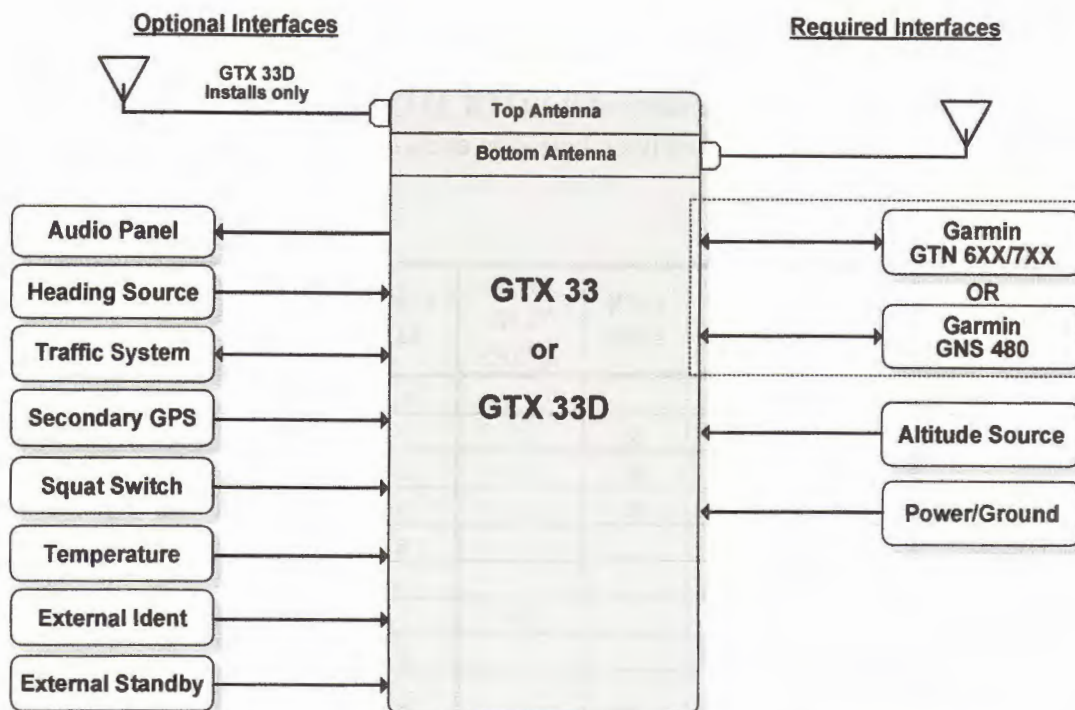 Optional Interfaces
Required Interfaces
GTX 33D
Installs only
Top Antenna
Bottom Antenna
Audio Panel
Heading Source
Traffic System
Secondary GPS
Squat Switch
Temperature
External Ident
External Standby
GTX 33
or
GTX 33D
Garmin
GTN 6XX/7XX
OR
Garmin
GNS 480
Altitude Source
Power/Ground